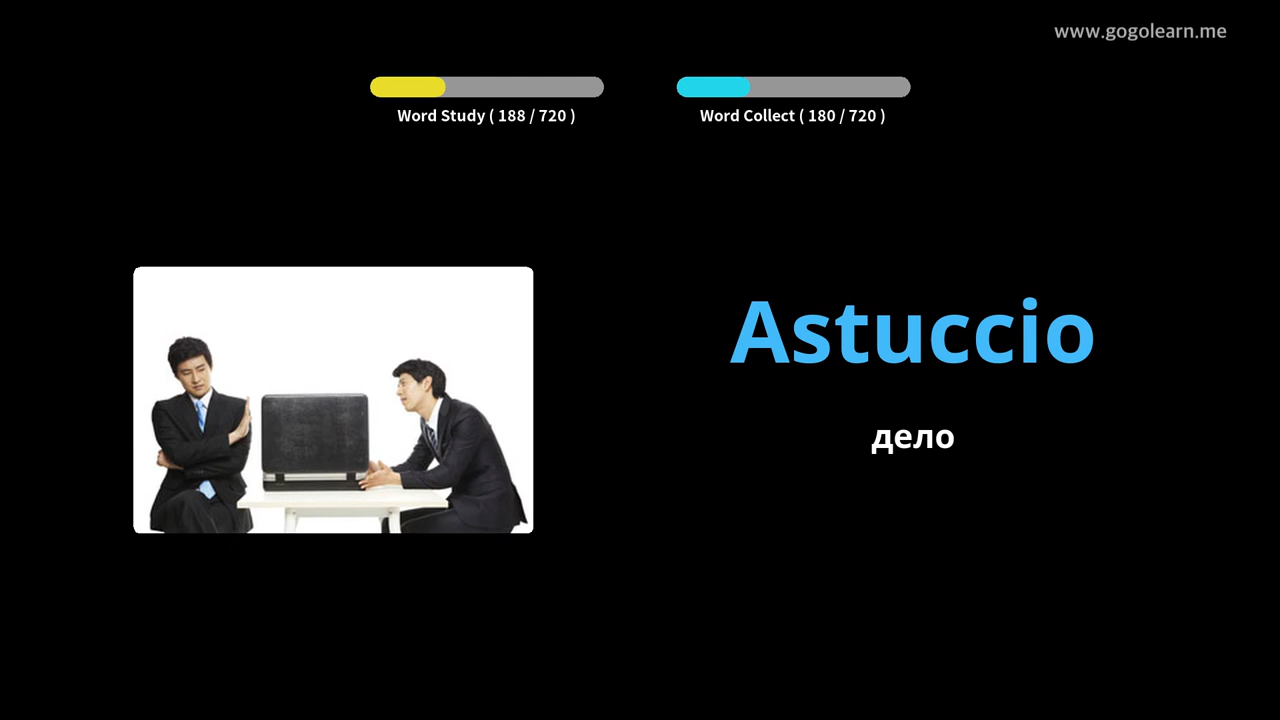 www.gogolearn.me
Word Study ( 188 / 720 )
Word Collect ( 180 / 720 )
Astuccio
дело